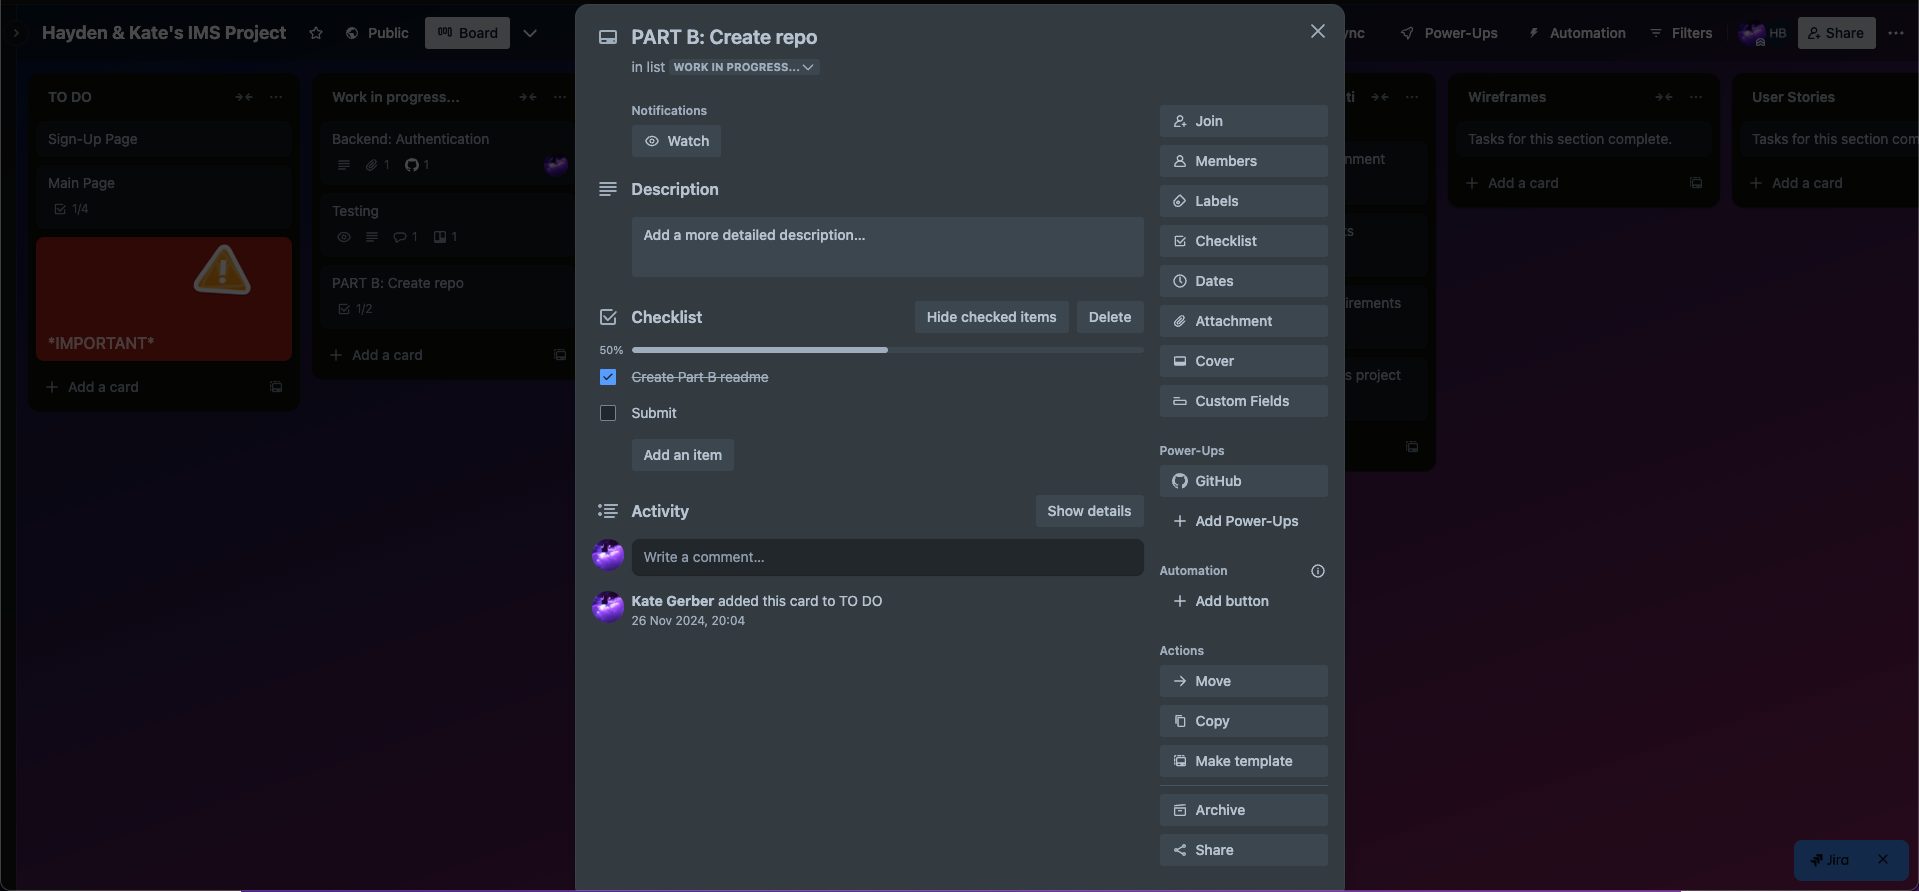 Hayden & Kate's IMS Project
Public
Board
Power-Ups
Automation
Filters
HB
Share
TO DO
Sign-Up Page
Main Page
1/4
*IMPORTANT*
Add a card
Work in progress...
Backend: Authentication
1
1
Testing
1
1
PART B: Create repo
1/2
Add a card
PART B: Create repo
in list WORK IN PROGRESS...
Notifications
Watch
Description
Add a more detailed description...
Checklist
Hide checked items
Delete
50%
Create Part B readme
Submit
Add an item
Activity
Show details
Write a comment...
Kate Gerber added this card to TO DO
26 Nov 2024, 20:04
Join
Members
Labels
Checklist
Dates
Attachment
Cover
Custom Fields
Power-Ups
GitHub
Add Power-Ups
Automation
Add button
Actions
Move
Copy
Make template
Archive
Share
project
Wireframes
Tasks for this section complete.
Add a card
User Stories
Tasks for this section com
Add a card
Jira